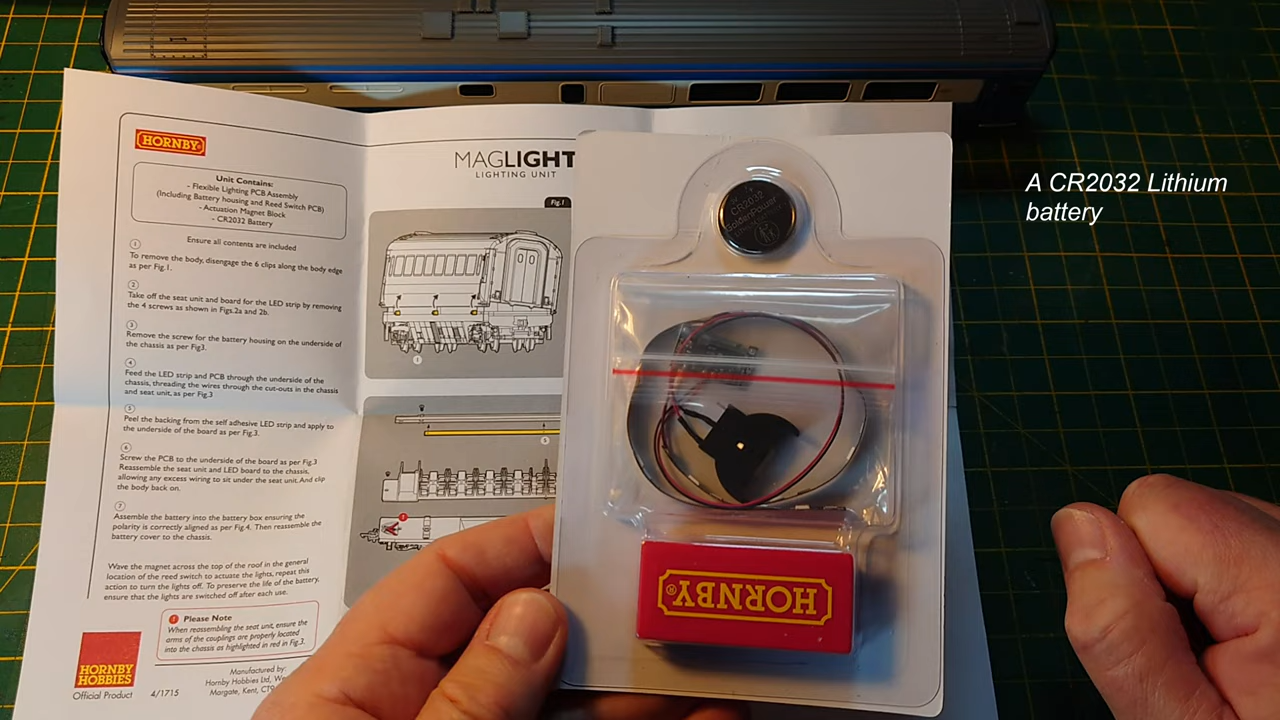 HORNBY®
Unit Contains:
- Flexible Lighting PCB Assembly
(Including Battery housing and Reed Switch PCB)
- Actuation Magnet Block
- CR2032 Battery
Ensure all contents are included
1
To remove the body, disengage the 6 clips along the body edge
as per Fig.1.
2
Take off the seat unit and board for the LED strip by removing
the 4 screws as shown in Figs.2a and 2b.
3
Remove the screw for the battery housing on the underside of
the chassis as per Fig3.
4
Feed the LED strip and PCB through the underside of the
chassis, threading the wires through the cut-outs in the chassis
and seat unit, as per Fig.3
5
Peel the backing from the self adhesive LED strip and apply to
the underside of the board as per Fig.3.
6
Screw the PCB to the underside of the board as per Fig.3
Reassemble the seat unit and LED board to the chassis,
allowing any excess wiring to sit under the seat unit. And clip
the body back on.
7
Assemble the battery into the battery box ensuring the
polarity is correctly aligned as per Fig.4. Then reassemble the
battery cover to the chassis.
Wave the magnet across the top of the roof in the general
location of the reed switch to actuate the lights, repeat this
action to turn the lights off. To preserve the life of the battery,
ensure that the lights are switched off after each use.
! Please Note
When reassembling the seat unit, ensure the
arms of the couplings are properly located
into the chassis as highlighted in red in Fig.3.
HORNBY
HOBBIES
Official Product
4/1715
Manufactured by:
Hornby Hobbies Ltd,
Margate, Kent,
MAGLIGHT
LIGHTING UNIT
Fig.1
1
5
!
CR2032
GoldenPower
HORNBY®
A CR2032 Lithium
battery